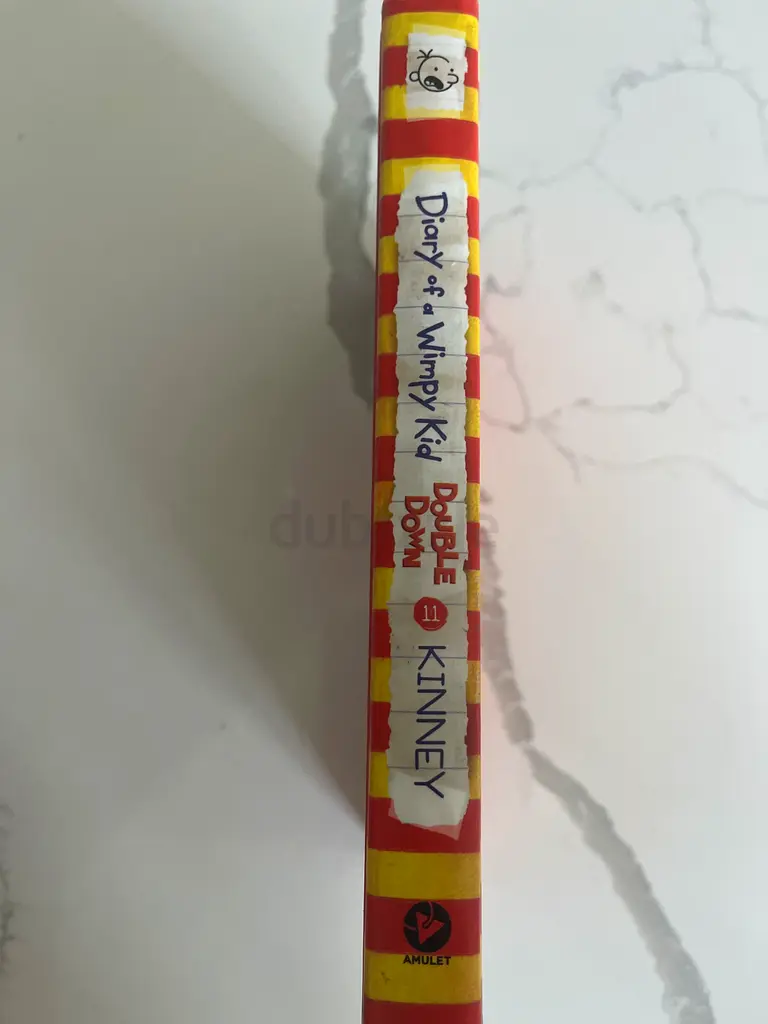 Diary of a Wimpy Kid
DOUBLE
DOWN
11
KINNEY
AMULET